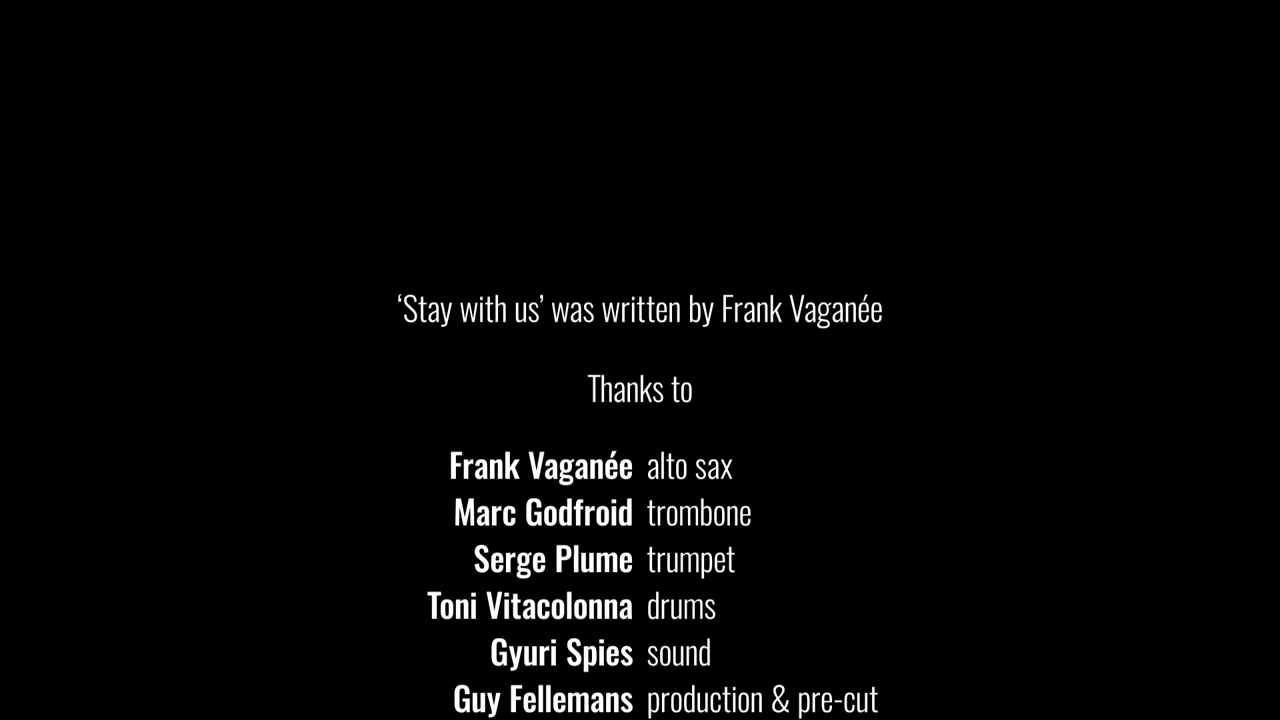 ‘Stay with us’ was written by Frank Vaganée
Thanks to
Frank Vaganée alto sax
Marc Godfroid trombone
Serge Plume trumpet
Toni Vitacolonna drums
Gyuri Spies sound
Guy Fellemans production & pre-cut